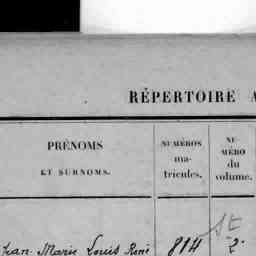 RÉPERTOIRE A
PRÉNOMS
ET SURNOMS.
NUMÉROS
ma-
tricules.
NU-
MÉRO
du
volume.
Jean Marie Louis René 814 2